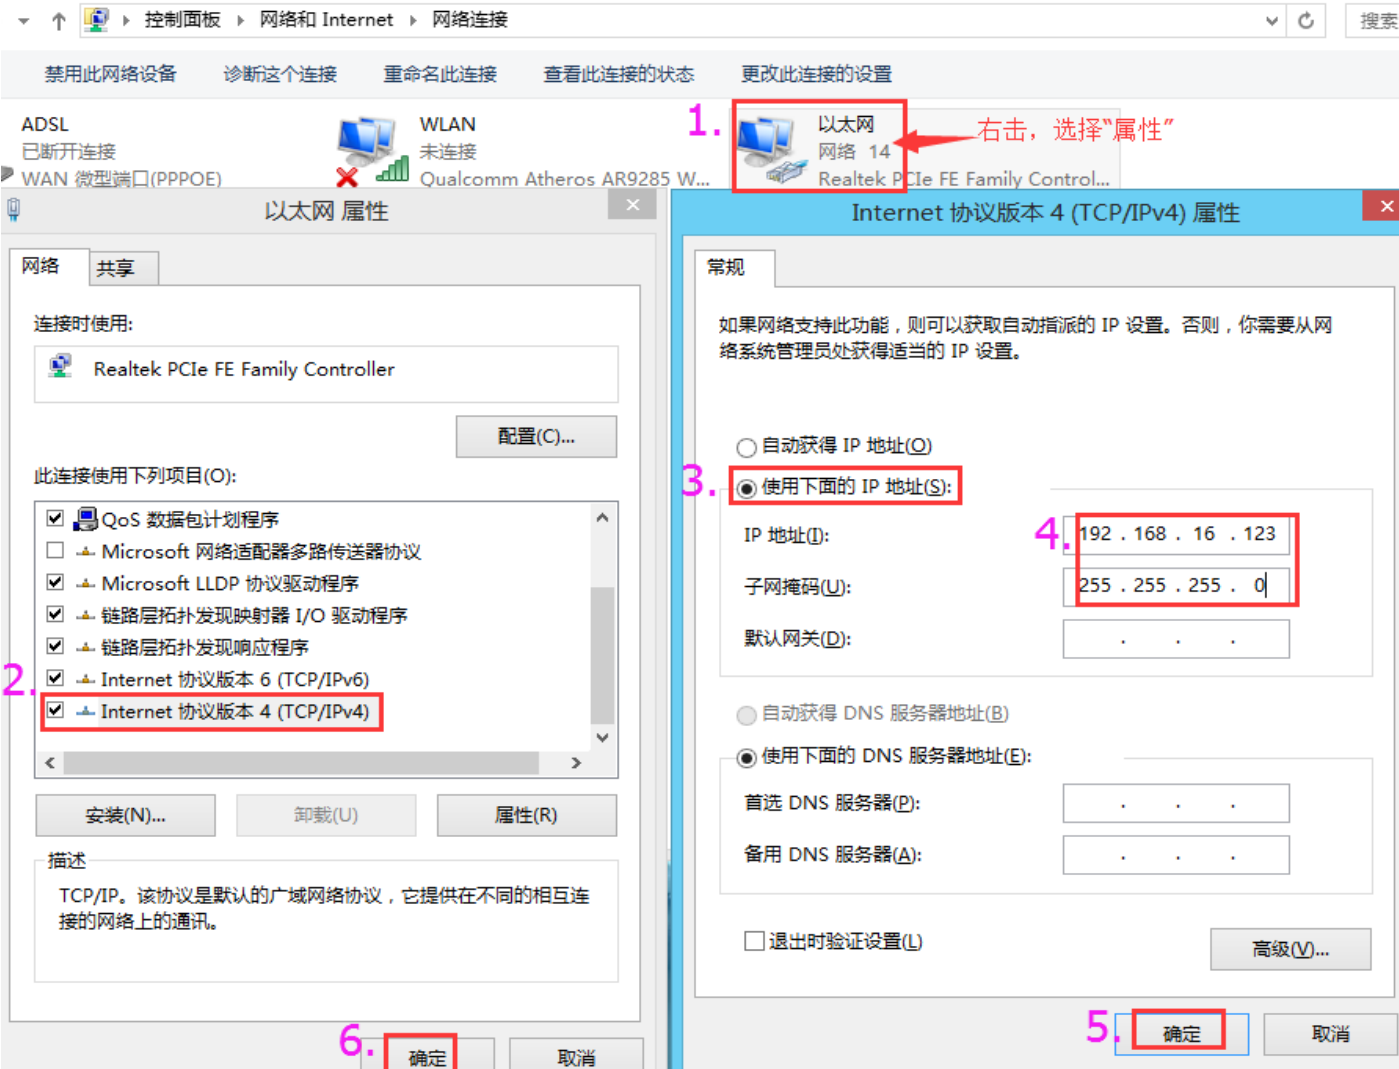 控制面板 网络和 Internet 网络连接
搜索
禁用此网络设备 诊断这个连接 重命名此连接 查看此连接的状态 更改此连接的设置
ADSL
已断开连接
WAN 微型端口(PPPOE)
WLAN
未连接
Qualcomm Atheros AR9285 W...
1.
以太网
网络 14
Realtek PCIe FE Family Control...
右击，选择“属性”
以太网 属性
网络
共享
连接时使用:
Realtek PCIe FE Family Controller
配置(C)...
此连接使用下列项目(O):
QoS 数据包计划程序
Microsoft 网络适配器多路传送器协议
Microsoft LLDP 协议驱动程序
链路层拓扑发现映射器 I/O 驱动程序
链路层拓扑发现响应程序
Internet 协议版本 6 (TCP/IPv6)
2.
Internet 协议版本 4 (TCP/IPv4)
安装(N)...
卸载(U)
属性(R)
描述
TCP/IP。该协议是默认的广域网络协议，它提供在不同的相互连
接的网络上的通讯。
6.
确定
取消
Internet 协议版本 4 (TCP/IPv4) 属性
常规
如果网络支持此功能，则可以获取自动指派的 IP 设置。否则，你需要从网
络系统管理员处获得适当的 IP 设置。
自动获得 IP 地址(O)
3.
使用下面的 IP 地址(S):
IP 地址(I):
4.
192 . 168 . 16 . 123
子网掩码(U):
255 . 255 . 255 . 0
默认网关(D):
. . .
自动获得 DNS 服务器地址(B)
使用下面的 DNS 服务器地址(E):
首选 DNS 服务器(P):
. . .
备用 DNS 服务器(A):
. . .
退出时验证设置(L)
高级(V)...
5.
确定
取消